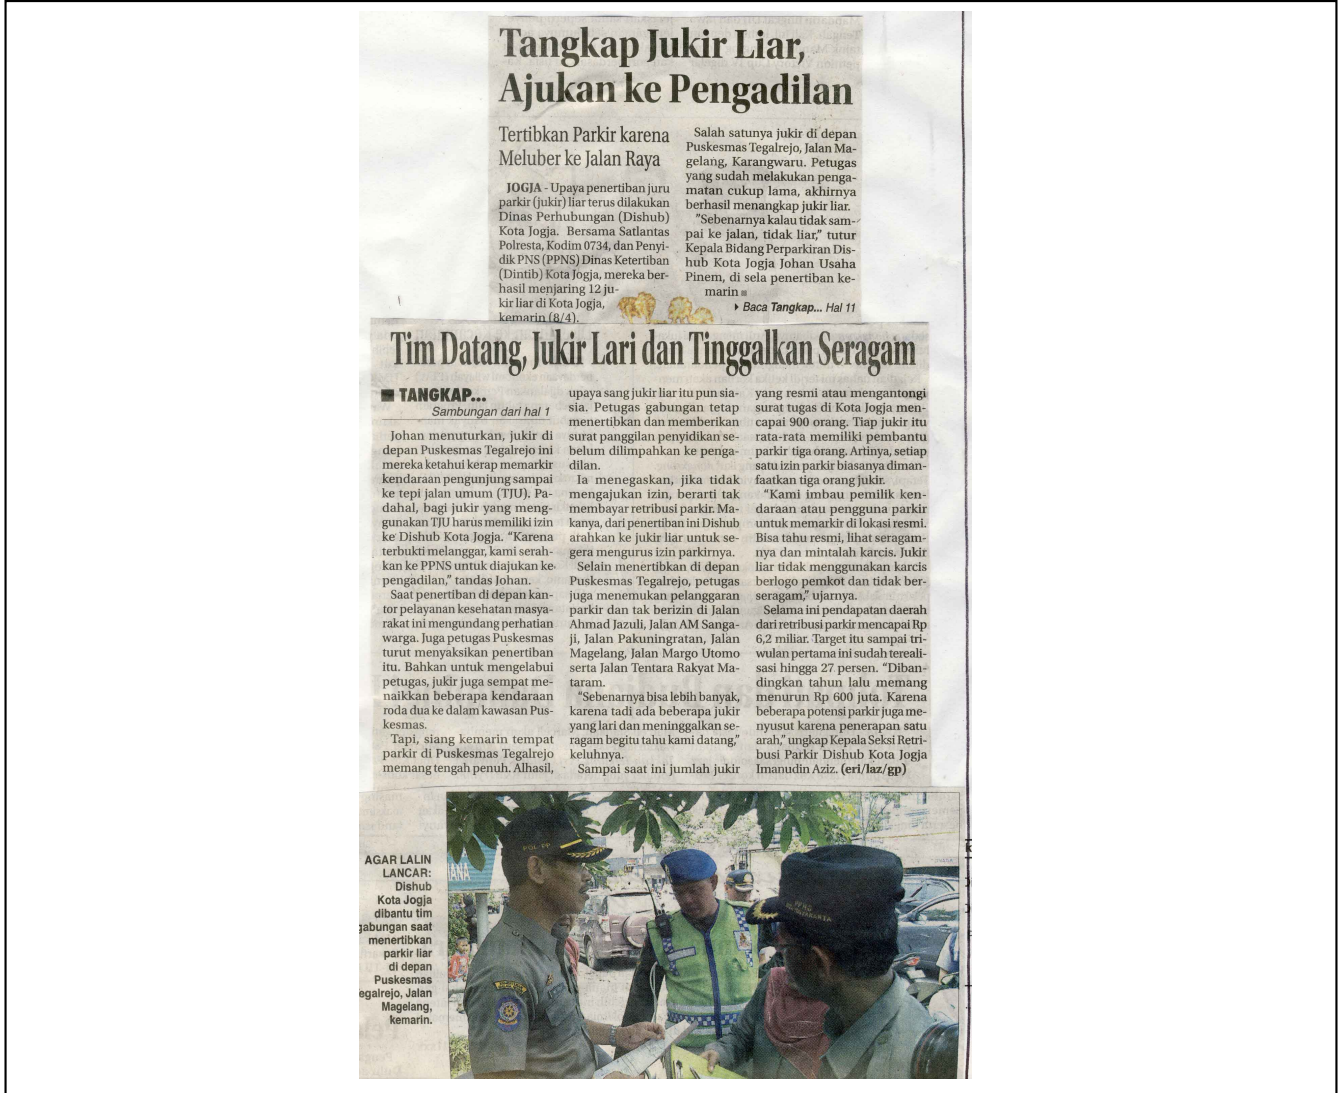 Tangkap Jukir Liar,
Ajukan ke Pengadilan
Tertibkan Parkir karena
Meluber ke Jalan Raya
JOGJA - Upaya penertiban juru
parkir (jukir) liar terus dilakukan
Dinas Perhubungan (Dishub)
Kota Jogja. Bersama Satlantas
Polresta, Kodim 0734, dan Penyi-
dik PNS (PPNS) Dinas Ketertiban
(Dintib) Kota Jogja, mereka ber-
hasil menjaring 12 ju-
kir liar di Kota Jogja,
kemarin (8/4).
Salah satunya jukir di depan
Puskesmas Tegalrejo, Jalan Ma-
gelang, Karangwaru. Petugas
yang sudah melakukan penga-
matan cukup lama, akhirnya
berhasil menangkap jukir liar.
"Sebenarnya kalau tidak sam-
pai ke jalan, tidak liar," tutur
Kepala Bidang Perparkiran Dis-
hub Kota Jogja Johan Usaha
Pinem, di sela penertiban ke-
marin ■
▸ Baca Tangkap... Hal 11
Tim Datang, Jukir Lari dan Tinggalkan Seragam
■ TANGKAP...
Sambungan dari hal 1
Johan menuturkan, jukir di
depan Puskesmas Tegalrejo ini
mereka ketahui kerap memarkir
kendaraan pengunjung sampai
ke tepi jalan umum (TJU). Pa-
dahal, bagi jukir yang meng-
gunakan TJU harus memiliki izin
ke Dishub Kota Jogja. "Karena
terbukti melanggar, kami serah-
kan ke PPNS untuk diajukan ke
pengadilan," tandas Johan.
Saat penertiban di depan kan-
tor pelayanan kesehatan masya-
rakat ini mengundang perhatian
warga. Juga petugas Puskesmas
turut menyaksikan penertiban
itu. Bahkan untuk mengelabui
petugas, jukir juga sempat me-
naikkan beberapa kendaraan
roda dua ke dalam kawasan Pus-
kesmas.
Tapi, siang kemarin tempat
parkir di Puskesmas Tegalrejo
memang tengah penuh. Alhasil,
upaya sang jukir liar itu pun sia-
sia. Petugas gabungan tetap
menertibkan dan memberikan
surat panggilan penyidikan se-
belum dilimpahkan ke penga-
dilan.
Ia menegaskan, jika tidak
mengajukan izin, berarti tak
membayar retribusi parkir. Ma-
kanya, dari penertiban ini Dishub
arahkan ke jukir liar untuk se-
gera mengurus izin parkirnya.
Selain menertibkan di depan
Puskesmas Tegalrejo, petugas
juga menemukan pelanggaran
parkir dan tak berizin di Jalan
Ahmad Jazuli, Jalan AM Sanga-
ji, Jalan Pakuningratan, Jalan
Magelang, Jalan Margo Utomo
serta Jalan Tentara Rakyat Ma-
taram.
"Sebenarnya bisa lebih banyak,
karena tadi ada beberapa jukir
yang lari dan meninggalkan se-
ragam begitu tahu kami datang,"
keluhnya.
Sampai saat ini jumlah jukir
yang resmi atau mengantongi
surat tugas di Kota Jogja men-
capai 900 orang. Tiap jukir itu
rata-rata memiliki pembantu
parkir tiga orang. Artinya, setiap
satu izin parkir biasanya diman-
faatkan tiga orang jukir.
"Kami imbau pemilik ken-
daraan atau pengguna parkir
untuk memarkir di lokasi resmi.
Bisa tahu resmi, lihat seragam-
nya dan mintalah karcis. Jukir
liar tidak menggunakan karcis
berlogo pemkot dan tidak ber-
seragam," ujarnya.
Selama ini pendapatan daerah
dari retribusi parkir mencapai Rp
6,2 miliar. Target itu sampai tri-
wulan pertama ini sudah tereali-
sasi hingga 27 persen. "Diban-
dingkan tahun lalu memang
menurun Rp 600 juta. Karena
beberapa potensi parkir juga me-
nyusut karena penerapan satu
arah," ungkap Kepala Seksi Retri-
busi Parkir Dishub Kota Jogja
Imanudin Aziz. (eri/laz/gp)
AGAR LALIN
LANCAR:
Dishub
Kota Jogja
dibantu tim
gabungan saat
menertibkan
parkir liar
di depan
Puskesmas
egalrejo, Jalan
Magelang,
kemarin.
POL PP